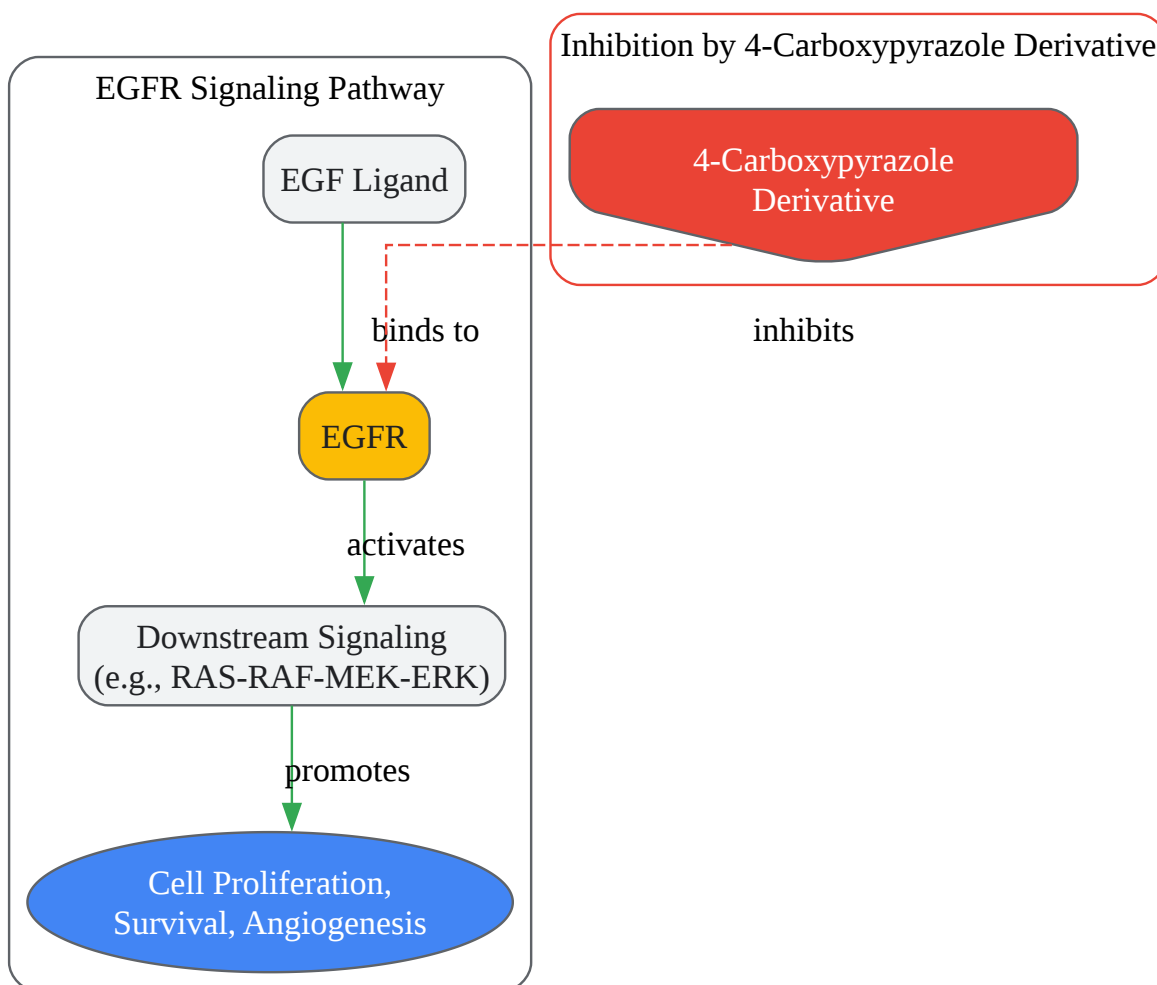 Inhibition by 4-Carboxypyrazole Derivative
EGFR Signaling Pathway
4-Carboxypyrazole
Derivative
EGF Ligand
binds to
inhibits
EGFR
activates
Downstream Signaling
(e.g., RAS-RAF-MEK-ERK)
promotes
Cell Proliferation,
Survival, Angiogenesis